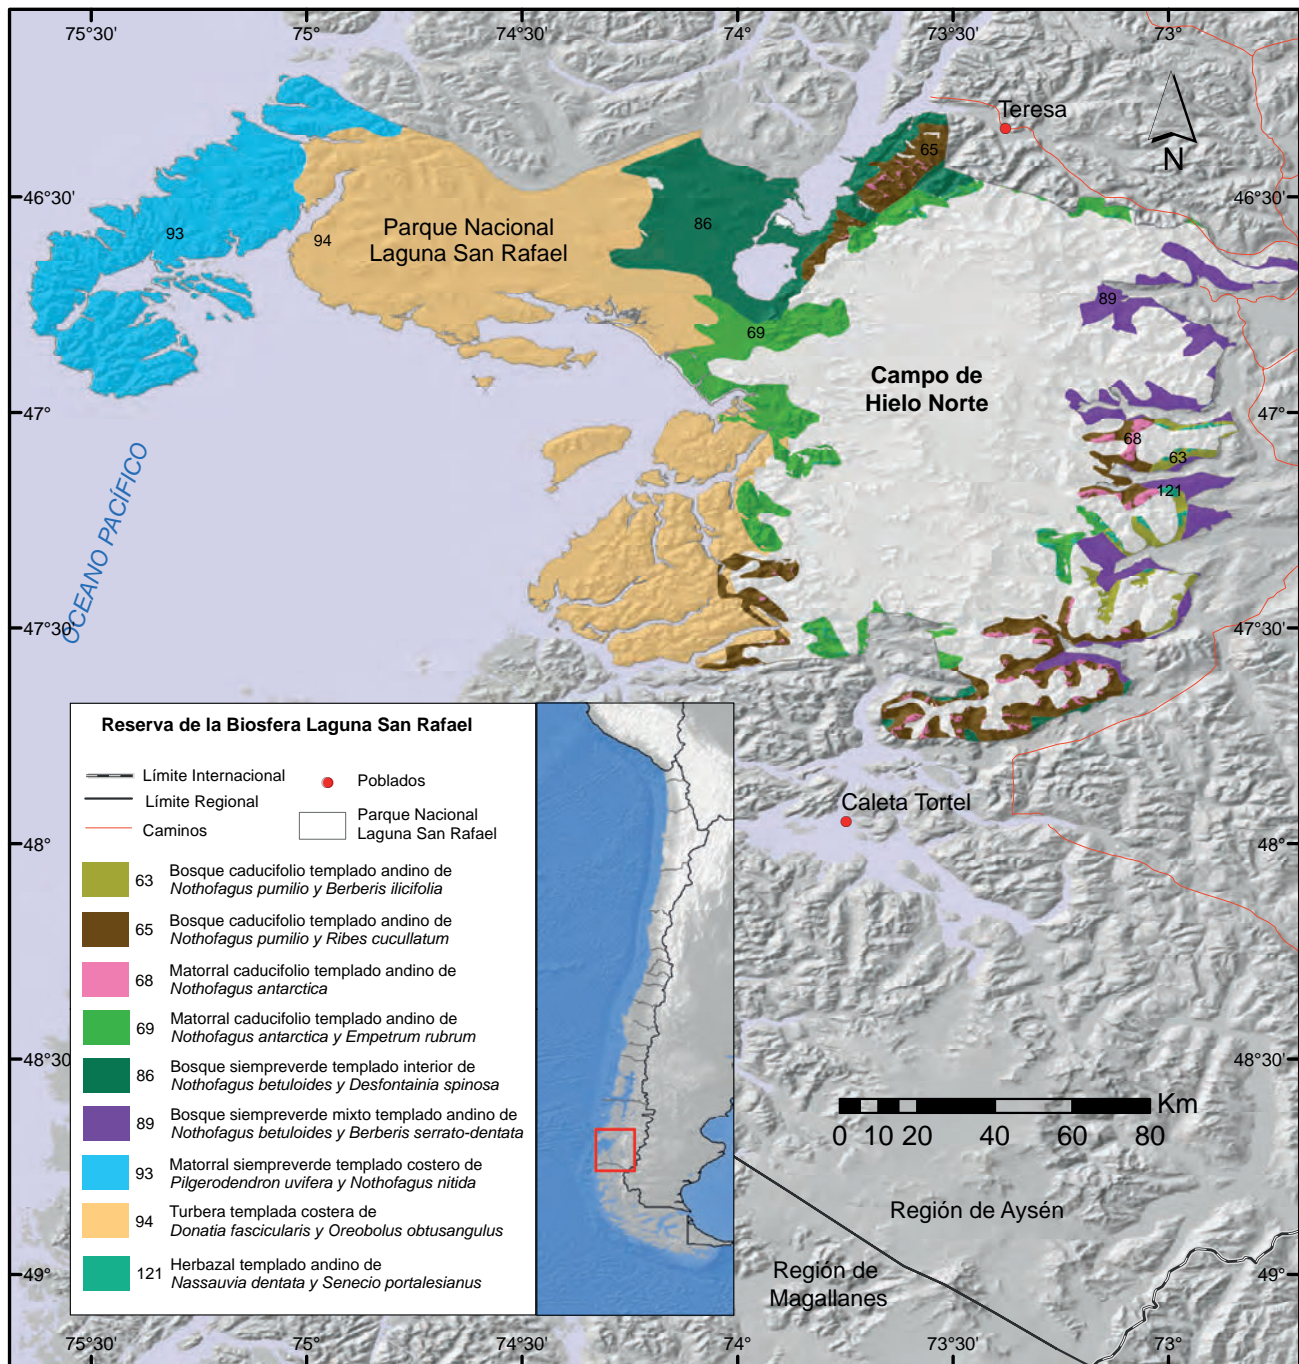 75°30'
75°
74°30'
74°
73°30'
73°
Teresa
N
65
46°30'
46°30'
93
94
Parque Nacional
Laguna San Rafael
86
89
69
Campo de
Hielo Norte
47°
47°
68
63
121
OCEANO PACÍFICO
47°30'
47°30'
Reserva de la Biosfera Laguna San Rafael
Límite Internacional
Límite Regional
Caminos
Poblados
Parque Nacional
Laguna San Rafael
63 Bosque caducifolio templado andino de
Nothofagus pumilio y Berberis ilicifolia
65 Bosque caducifolio templado andino de
Nothofagus pumilio y Ribes cucullatum
68 Matorral caducifolio templado andino de
Nothofagus antarctica
69 Matorral caducifolio templado andino de
Nothofagus antarctica y Empetrum rubrum
86 Bosque siempreverde templado interior de
Nothofagus betuloides y Desfontainia spinosa
89 Bosque siempreverde mixto templado andino de
Nothofagus betuloides y Berberis serrato-dentata
93 Matorral siempreverde templado costero de
Pilgerodendron uvifera y Nothofagus nitida
94 Turbera templada costera de
Donatia fascicularis y Oreobolus obtusangulus
121 Herbazal templado andino de
Nassauvia dentata y Senecio portalesianus
Caleta Tortel
48°
48°
48°30'
48°30'
Km
0 10 20 40 60 80
Región de Aysén
Región de
Magallanes
49°
49°
75°30'
75°
74°30'
74°
73°30'
73°